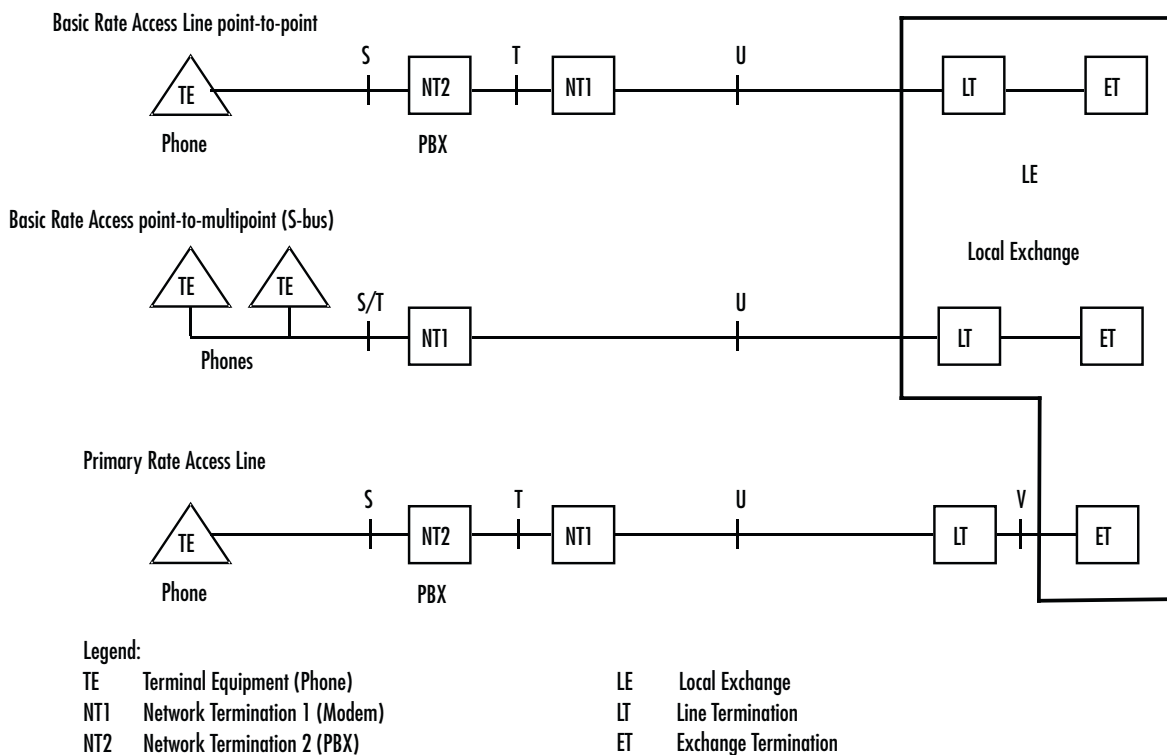 Basic Rate Access Line point-to-point
S T U
TE NT2 NT1 LT ET
Phone PBX
LE
Basic Rate Access point-to-multipoint (S-bus)
Local Exchange
TE TE S/T U
NT1 LT ET
Phones
Primary Rate Access Line
S T U V
TE NT2 NT1 LT ET
Phone PBX
Legend:
TE Terminal Equipment (Phone) LE Local Exchange
NT1 Network Termination 1 (Modem) LT Line Termination
NT2 Network Termination 2 (PBX) ET Exchange Termination